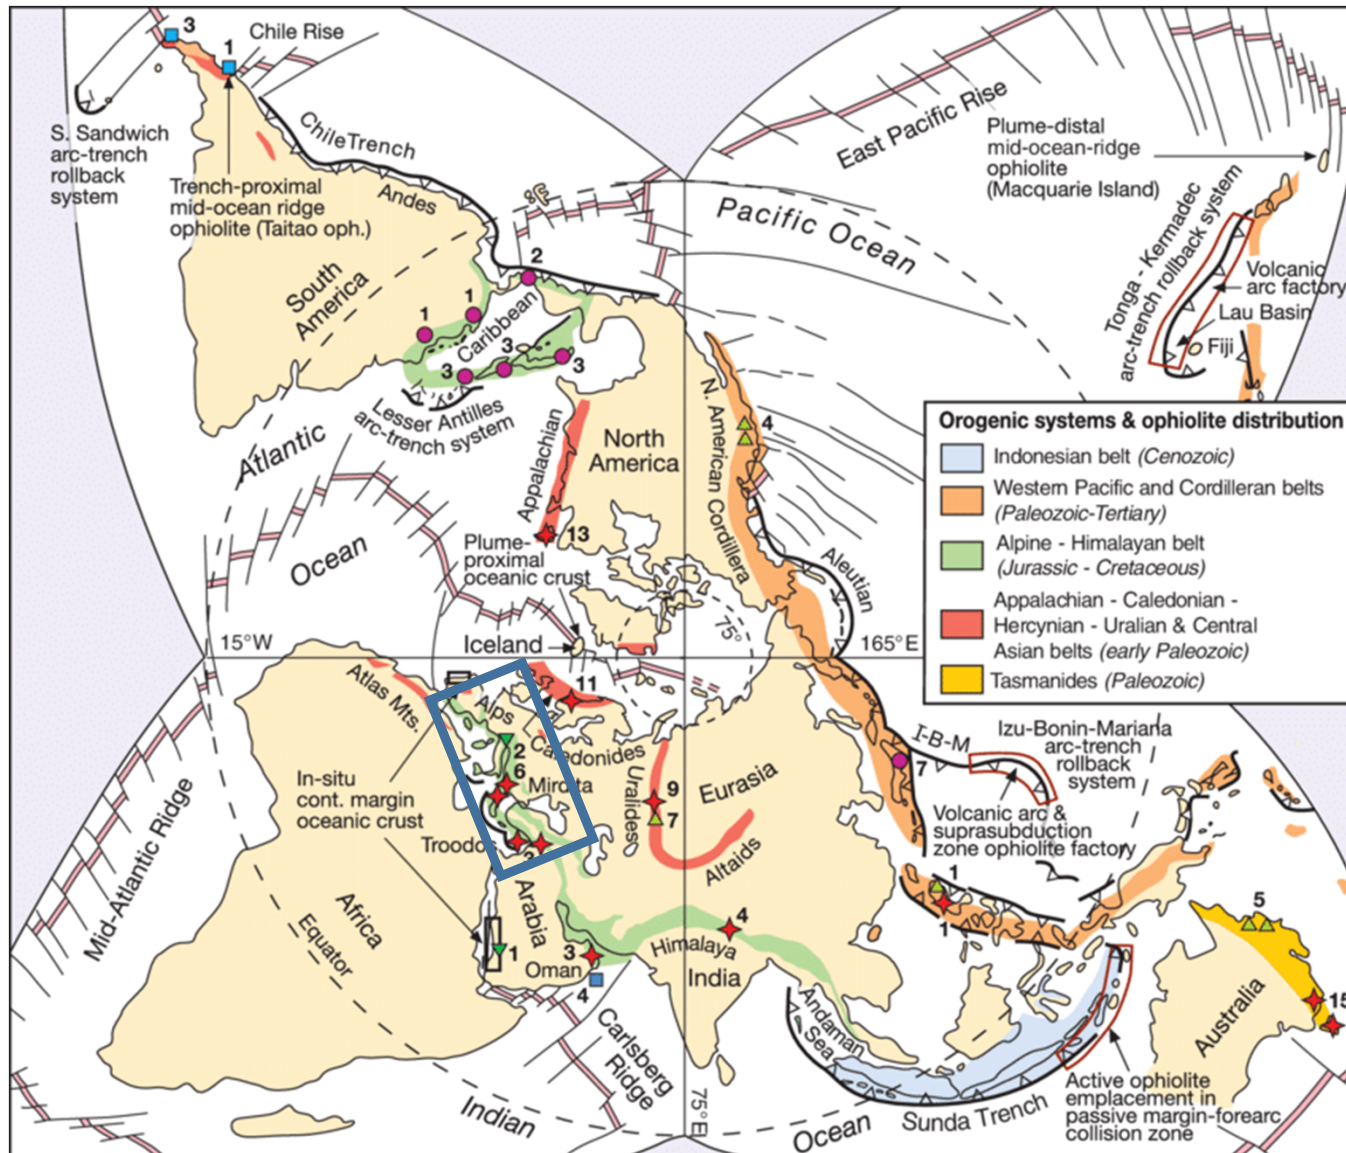 3
1
Chile Rise
S. Sandwich
arc-trench
rollback
system
Chile Trench
Trench-proximal
mid-ocean ridge
ophiolite (Taitao oph.)
Andes
East Pacific Rise
Plume-distal
mid-ocean-ridge
ophiolite
(Macquarie Island)
Pacific Ocean
Tonga - Kermadec
arc-trench rollback system
Volcanic
arc factory
Lau Basin
Fiji
South
America
2
1
1
Caribbean
3
3
3
Lesser Antilles
arc-trench system
Atlantic
Ocean
Appalachian
North
America
N. American Cordillera
4
13
Plume-
proximal
oceanic crust
Aleutian
Orogenic systems & ophiolite distribution
Indonesian belt (Cenozoic)
Western Pacific and Cordilleran belts
(Paleozoic-Tertiary)
Alpine - Himalayan belt
(Jurassic - Cretaceous)
Appalachian - Caledonian -
Hercynian - Uralian & Central
Asian belts (early Paleozoic)
Tasmanides (Paleozoic)
15°W
Iceland
75°
165°E
Atlas Mts.
Alps
11
Caledonides
2
6
Mirdita
Uralides
9
7
Eurasia
Altaids
I-B-M
7
Izu-Bonin-Mariana
arc-trench
rollback
system
Volcanic arc &
suprasubduction
zone ophiolite factory
In-situ
cont. margin
oceanic crust
Troodos
Mid-Atlantic Ridge
Africa
Equator
Arabia
1
3
Oman
4
Himalaya
4
India
1
1
5
15
Australia
Andaman
Sea
Carlsberg
Ridge
75°E
Indian
Ocean
Sunda Trench
Active ophiolite
emplacement in
passive margin-forearc
collision zone